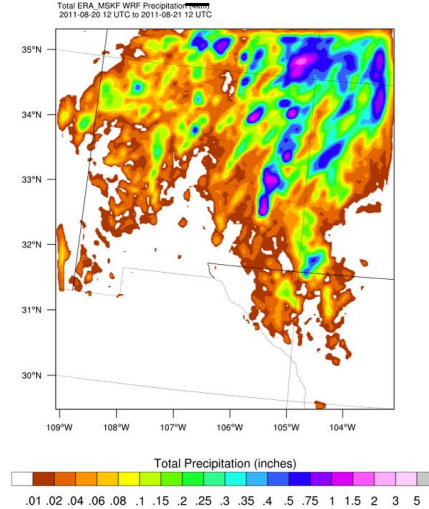 Total ERA_MSKF WRF Precipitation
2011-08-20 12 UTC to 2011-08-21 12 UTC
35°N
34°N
33°N
32°N
31°N
30°N
109°W 108°W 107°W 106°W 105°W 104°W
Total Precipitation (inches)
.01 .02 .04 .06 .08 .1 .15 .2 .25 .3 .35 .4 .5 .75 1 1.5 2 3 5